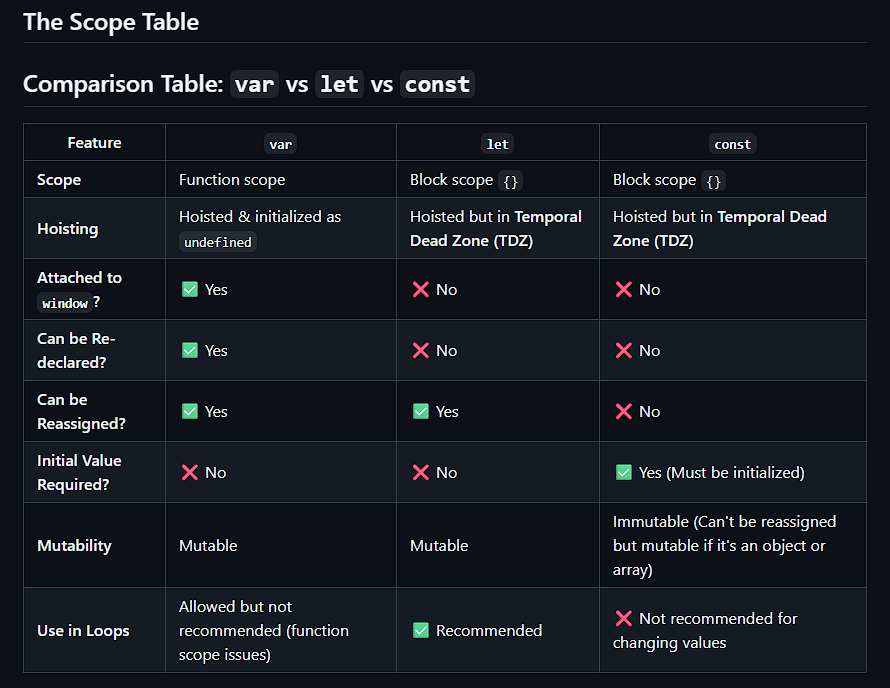 The Scope Table
Comparison Table: var vs let vs const
Feature var let const
Scope Function scope Block scope {} Block scope {}
Hoisting Hoisted & initialized as undefined Hoisted but in Temporal Dead Zone (TDZ) Hoisted but in Temporal Dead Zone (TDZ)
Attached to window? ✅ Yes ❌ No ❌ No
Can be Re-declared? ✅ Yes ❌ No ❌ No
Can be Reassigned? ✅ Yes ✅ Yes ❌ No
Initial Value Required? ❌ No ❌ No ✅ Yes (Must be initialized)
Mutability Mutable Mutable Immutable (Can't be reassigned but mutable if it's an object or array)
Use in Loops Allowed but not recommended (function scope issues) ✅ Recommended ❌ Not recommended for changing values